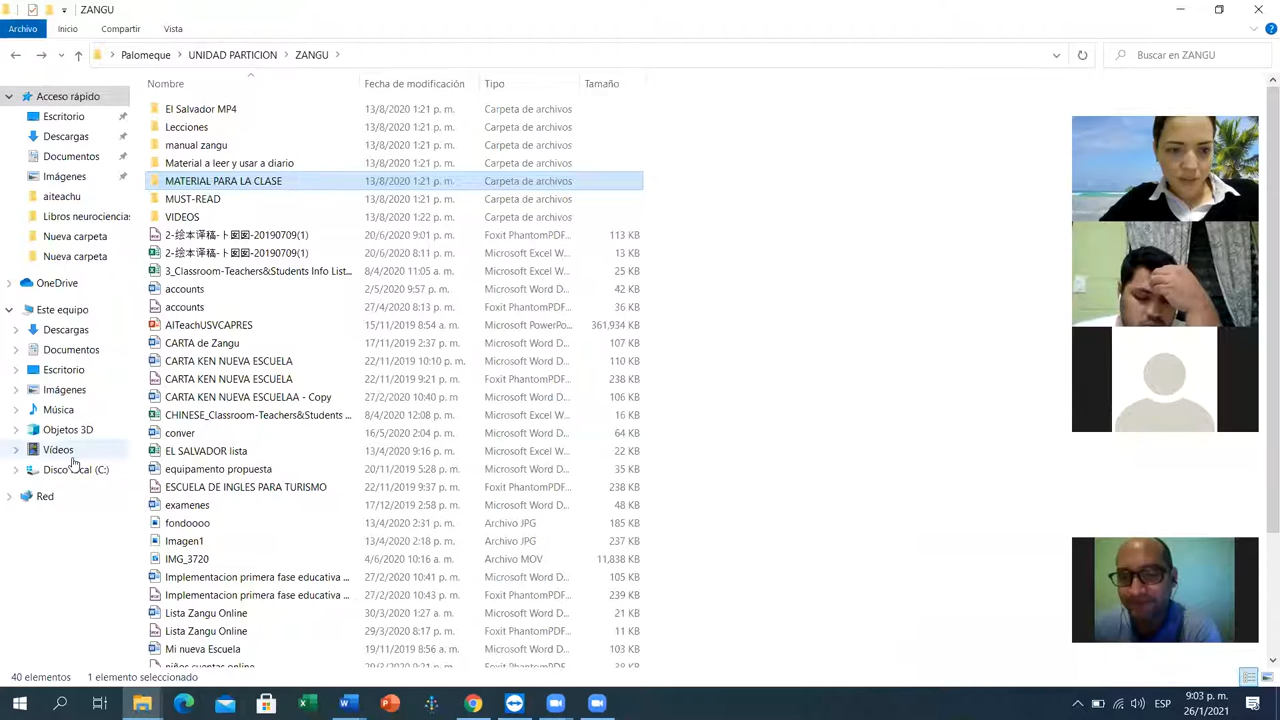 ZANGU
Archivo Inicio Compartir Vista
Palomeque UNIDAD PARTICION ZANGU
Buscar en ZANGU
Acceso rápido
Escritorio
Descargas
Documentos
Imágenes
aiteachu
Libros neurociencias
Nueva carpeta
Nueva carpeta
OneDrive
Este equipo
Descargas
Documentos
Escritorio
Imágenes
Música
Objetos 3D
Vídeos
Disco local (C:)
Red
Nombre Fecha de modificación Tipo Tamaño
El Salvador MP4 13/8/2020 1:21 p. m. Carpeta de archivos
Lecciones 13/8/2020 1:21 p. m. Carpeta de archivos
manual zangu 13/8/2020 1:21 p. m. Carpeta de archivos
Material a leer y usar a diario 13/8/2020 1:21 p. m. Carpeta de archivos
MATERIAL PARA LA CLASE 13/8/2020 1:21 p. m. Carpeta de archivos
MUST-READ 13/8/2020 1:21 p. m. Carpeta de archivos
VIDEOS 13/8/2020 1:22 p. m. Carpeta de archivos
2-绘本译稿-卜囡囡-20190709(1) 20/6/2020 9:01 p. m. Foxit PhantomPDF... 113 KB
2-绘本译稿-卜囡囡-20190709(1) 20/6/2020 8:11 p. m. Microsoft Excel W... 13 KB
3_Classroom-Teachers&Students Info List... 8/4/2020 11:05 a. m. Microsoft Excel W... 25 KB
accounts 2/5/2020 9:57 p. m. Microsoft Word D... 42 KB
accounts 27/4/2020 8:13 p. m. Foxit PhantomPDF... 36 KB
AITeachUSVCAPRES 15/11/2019 8:54 a. m. Microsoft PowerPo... 361,934 KB
CARTA de Zangu 17/11/2019 2:37 p. m. Microsoft Word D... 107 KB
CARTA KEN NUEVA ESCUELA 22/11/2019 10:10 p. m. Microsoft Word D... 110 KB
CARTA KEN NUEVA ESCUELA 22/11/2019 9:21 p. m. Foxit PhantomPDF... 238 KB
CARTA KEN NUEVA ESCUELAA - Copy 27/2/2020 10:40 p. m. Microsoft Word D... 106 KB
CHINESE_Classroom-Teachers&Students ... 8/4/2020 12:08 p. m. Microsoft Excel W... 16 KB
conver 16/5/2020 2:04 p. m. Microsoft Word D... 64 KB
EL SALVADOR lista 13/4/2020 9:16 p. m. Microsoft Excel W... 22 KB
equipamento propuesta 20/11/2019 5:28 p. m. Microsoft Word D... 35 KB
ESCUELA DE INGLES PARA TURISMO 22/11/2019 9:37 p. m. Foxit PhantomPDF... 238 KB
examenes 17/12/2019 2:58 p. m. Microsoft Word D... 48 KB
fondoooo 13/4/2020 2:31 p. m. Archivo JPG 185 KB
Imagen1 13/4/2020 2:18 p. m. Archivo JPG 237 KB
IMG_3720 4/6/2020 10:16 a. m. Archivo MOV 11,838 KB
Implementacion primera fase educativa ... 27/2/2020 10:41 p. m. Microsoft Word D... 105 KB
Implementacion primera fase educativa ... 27/2/2020 10:43 p. m. Foxit PhantomPDF... 239 KB
Lista Zangu Online 30/3/2020 1:27 a. m. Microsoft Word D... 21 KB
Lista Zangu Online 29/3/2020 8:17 p. m. Foxit PhantomPDF... 11 KB
Mi nueva Escuela 19/11/2019 8:56 a. m. Microsoft Word D... 103 KB
niños cuentas online 29/3/2020 1:21 p. m. Foxit PhantomPDF... 38 KB
40 elementos 1 elemento seleccionado
ESP
9:03 p. m.
26/1/2021